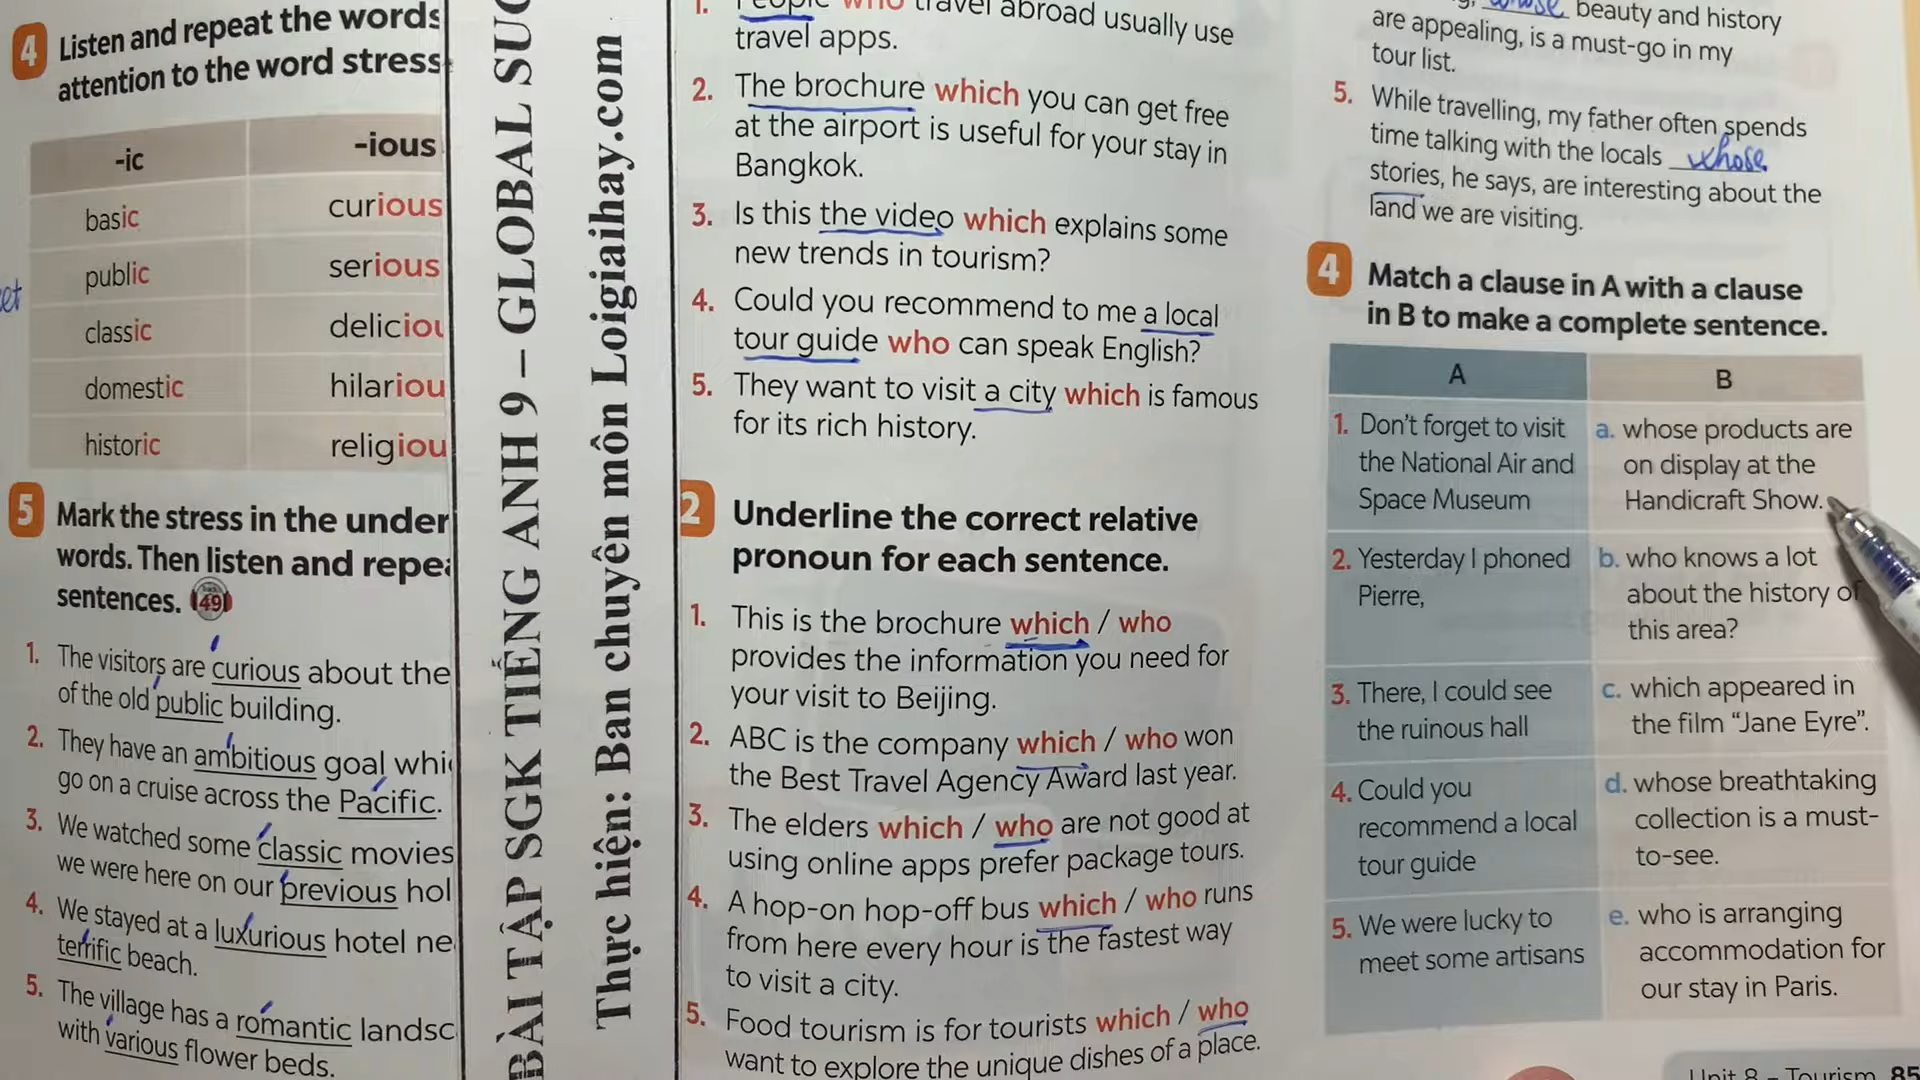 4 Listen and repeat the words
attention to the word stress
-ic
-ious
basic
curious
public
serious
classic
deliciou
domestic
hilariou
historic
religiou
5 Mark the stress in the under
words. Then listen and repea
sentences. 49
1. The visitors are curious about the
of the old public building.
2. They have an ambitious goal whic
go on a cruise across the Pacific.
3. We watched some classic movies
we were here on our previous hol
4. We stayed at a luxurious hotel ne
terrific beach.
5. The village has a romantic landsc
with various flower beds.
BÀI TẬP SGK TIẾNG ANH 9 – GLOBAL SUC
Thực hiện: Ban chuyên môn Loigiaihay.com
1. People who travel abroad usually use
travel apps.
2. The brochure which you can get free
at the airport is useful for your stay in
Bangkok.
3. Is this the video which explains some
new trends in tourism?
4. Could you recommend to me a local
tour guide who can speak English?
5. They want to visit a city which is famous
for its rich history.
2 Underline the correct relative
pronoun for each sentence.
1. This is the brochure which / who
provides the information you need for
your visit to Beijing.
2. ABC is the company which / who won
the Best Travel Agency Award last year.
3. The elders which / who are not good at
using online apps prefer package tours.
4. A hop-on hop-off bus which / who runs
from here every hour is the fastest way
to visit a city.
5. Food tourism is for tourists which / who
want to explore the unique dishes of a place.
whose beauty and history
are appealing, is a must-go in my
tour list.
5. While travelling, my father often spends
time talking with the locals whose
stories, he says, are interesting about the
land we are visiting.
4 Match a clause in A with a clause
in B to make a complete sentence.
A
B
1. Don't forget to visit
the National Air and
Space Museum
a. whose products are
on display at the
Handicraft Show.
2. Yesterday I phoned
Pierre,
b. who knows a lot
about the history of
this area?
3. There, I could see
the ruinous hall
c. which appeared in
the film “Jane Eyre”.
4. Could you
recommend a local
tour guide
d. whose breathtaking
collection is a must-
to-see.
5. We were lucky to
meet some artisans
e. who is arranging
accommodation for
our stay in Paris.
Unit 8 – Tourism 85